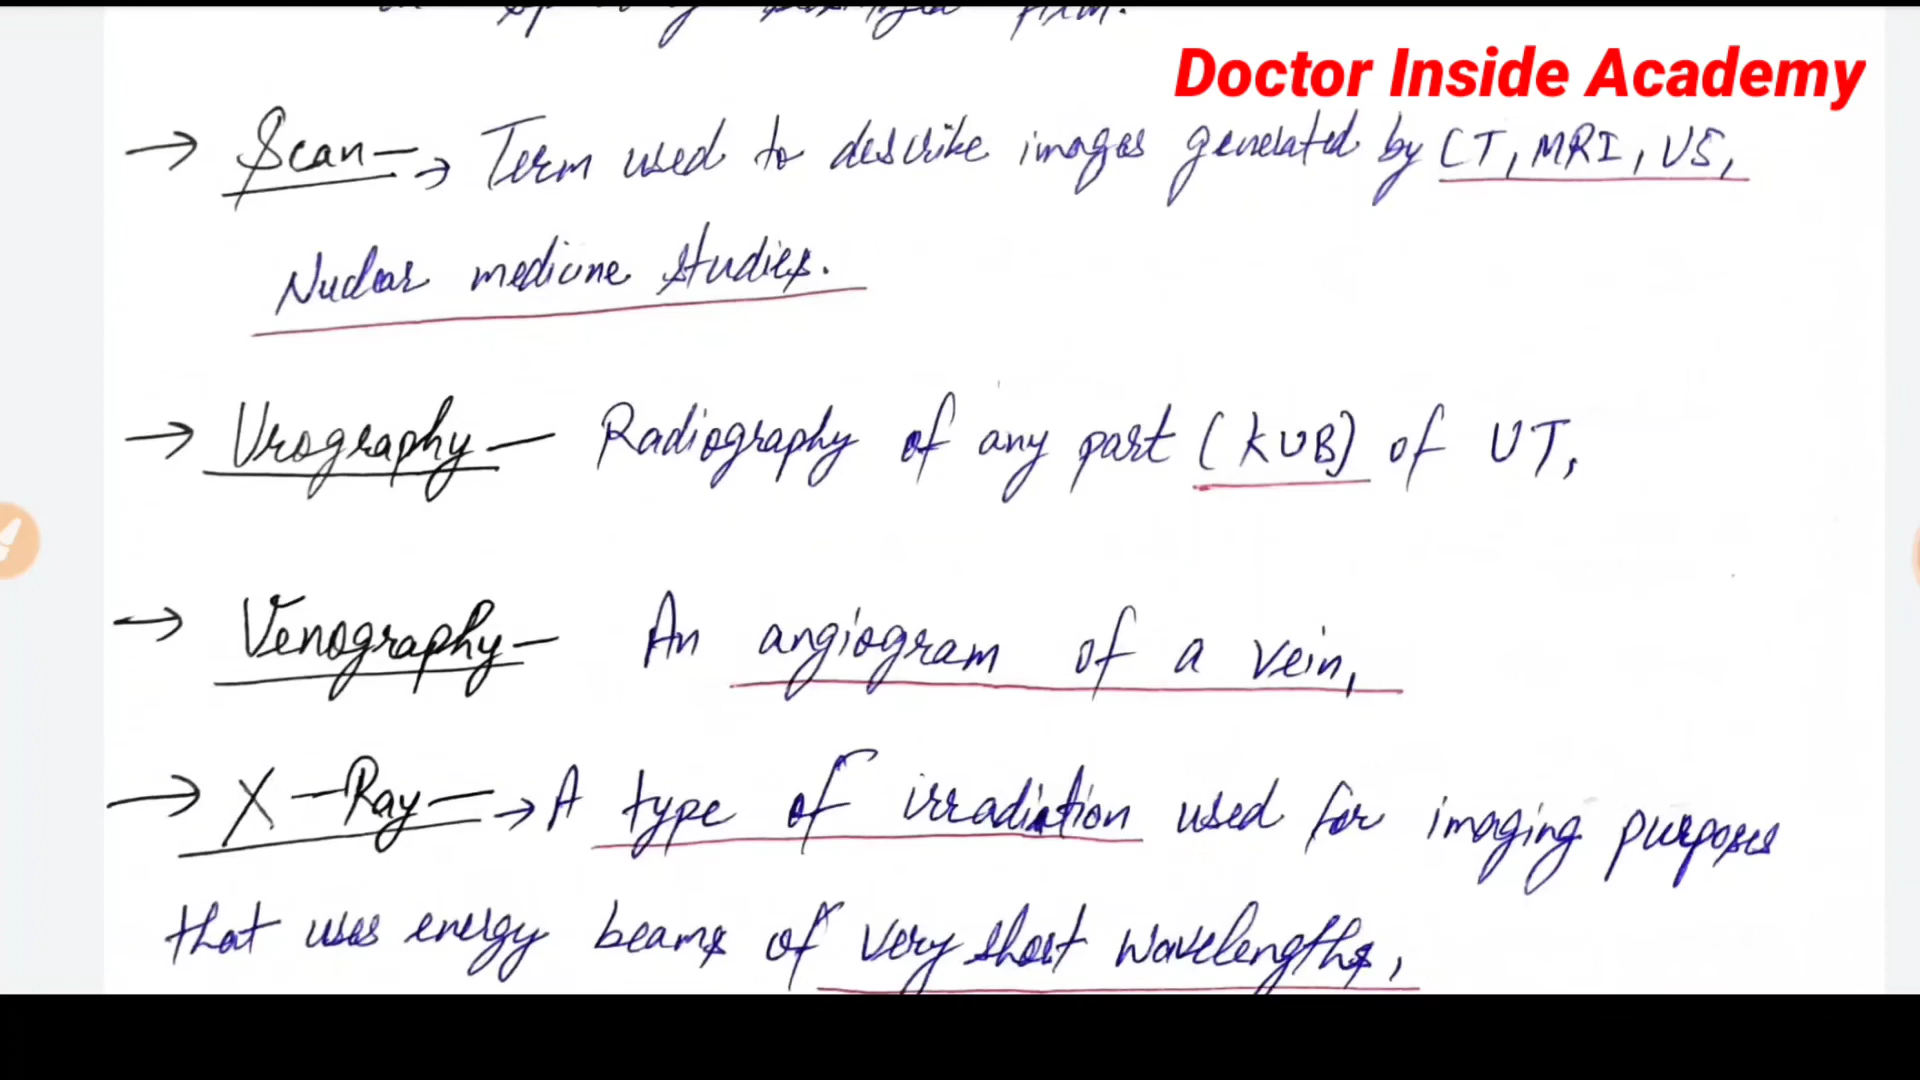 film.
Doctor Inside Academy
→ Scan → Term used to describe images generated by CT, MRI, US,
Nuclear medicine studies.
→ Urography – Radiography of any part (KUB) of UT,
→ Venography – An angiogram of a vein,
→ X-Ray → A type of irradiation used for imaging purposes
that uses energy beams of very short wavelengths,